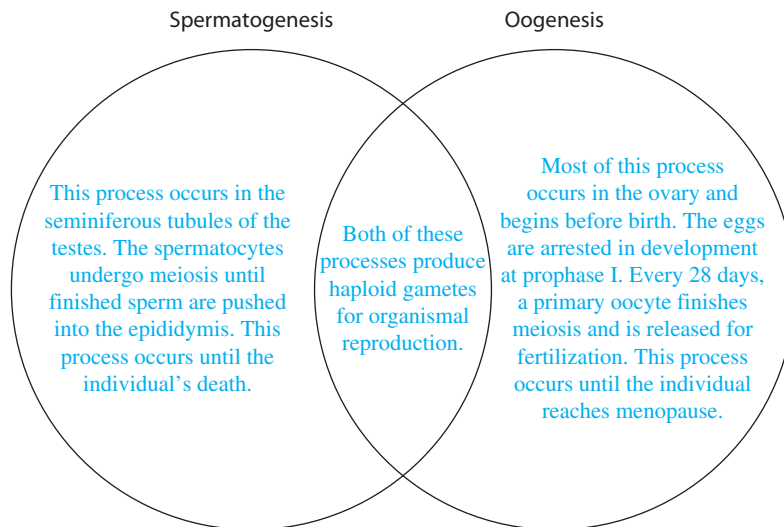 Spermatogenesis
Oogenesis
This process occurs in the
seminiferous tubules of the
testes. The spermatocytes
undergo meiosis until
finished sperm are pushed
into the epididymis. This
process occurs until the
individual's death.
Both of these
processes produce
haploid gametes
for organismal
reproduction.
Most of this process
occurs in the ovary and
begins before birth. The eggs
are arrested in development
at prophase I. Every 28 days,
a primary oocyte finishes
meiosis and is released for
fertilization. This process
occurs until the individual
reaches menopause.